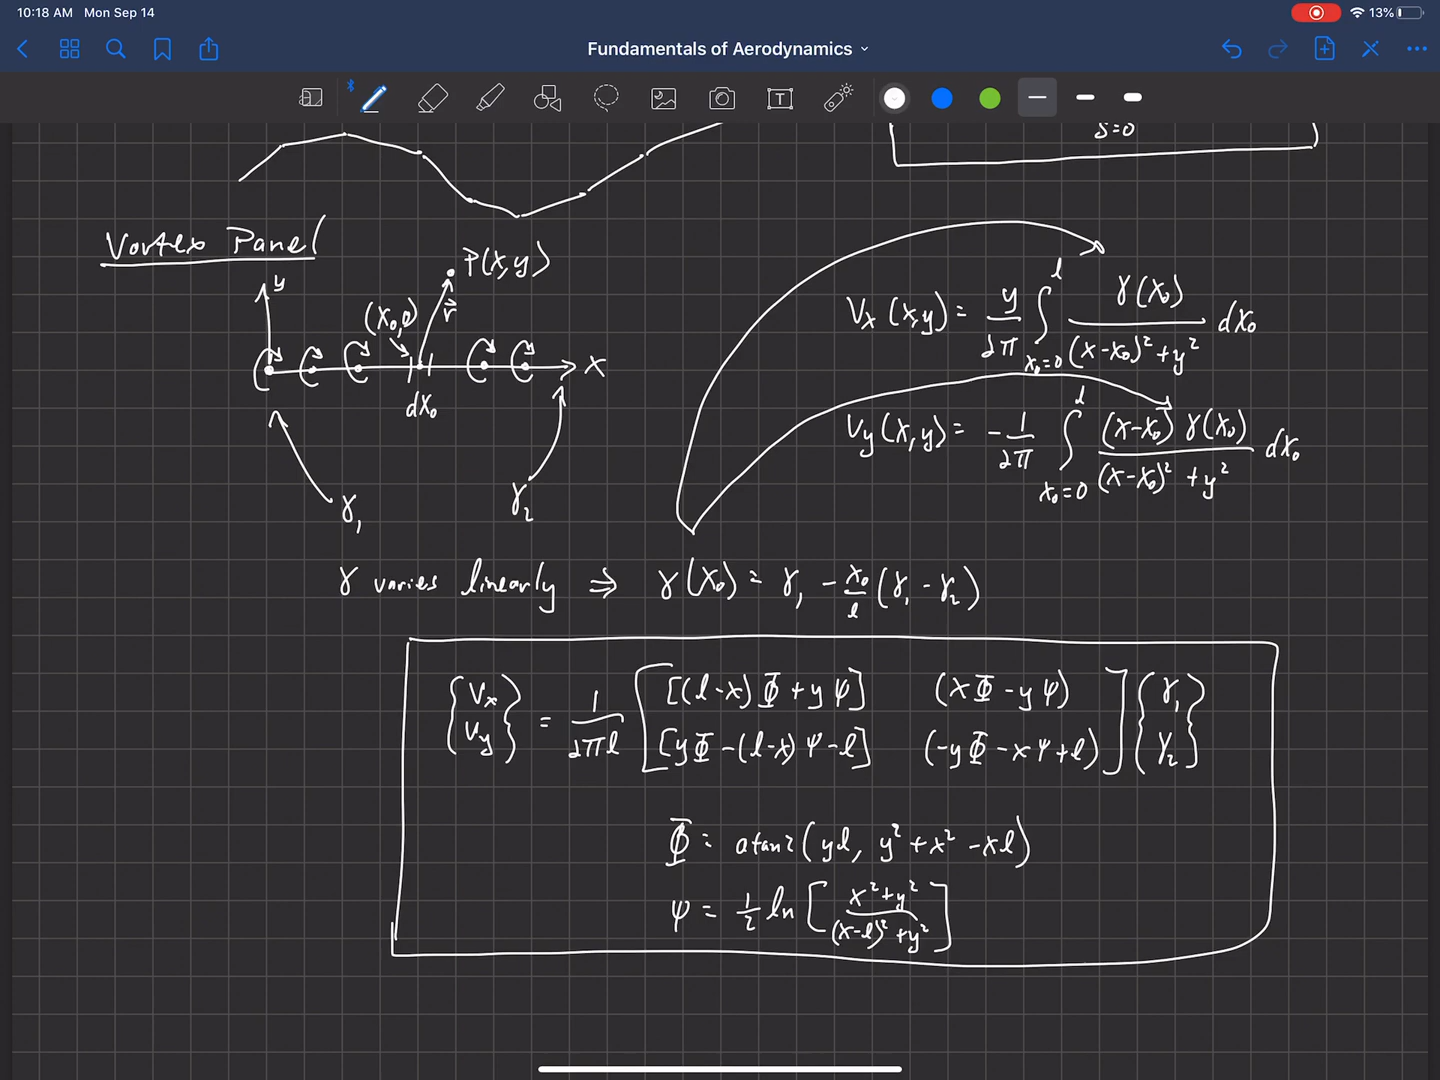 10:18 AM Mon Sep 14
13%
Fundamentals of Aerodynamics
T
S=0
Vortex Panel
y
P(x,y)
(x₀,0)
r⃗
x
dx₀
γ₁
γ₂
Vx (x,y) = y/2π ∫_{x₀=0}^{l} γ(x₀)/((x-x₀)²+y²) dx₀
Vy (x,y) = -1/2π ∫_{x₀=0}^{l} (x-x₀) γ(x₀)/((x-x₀)²+y²) dx₀
γ varies linearly ⇒ γ(x₀) = γ₁ - x₀/l (γ₁ - γ₂)
{Vx Vy} = 1/2πl [ [(l-x)Φ + yψ] (xΦ - yψ)
[yΦ - (l-x)ψ - l] (-yΦ - xψ + l) ] {γ₁ γ₂}
Φ = atan2(yl, y² + x² - xl)
ψ = 1/2 ln [ (x²+y²)/((x-l)²+y²) ]